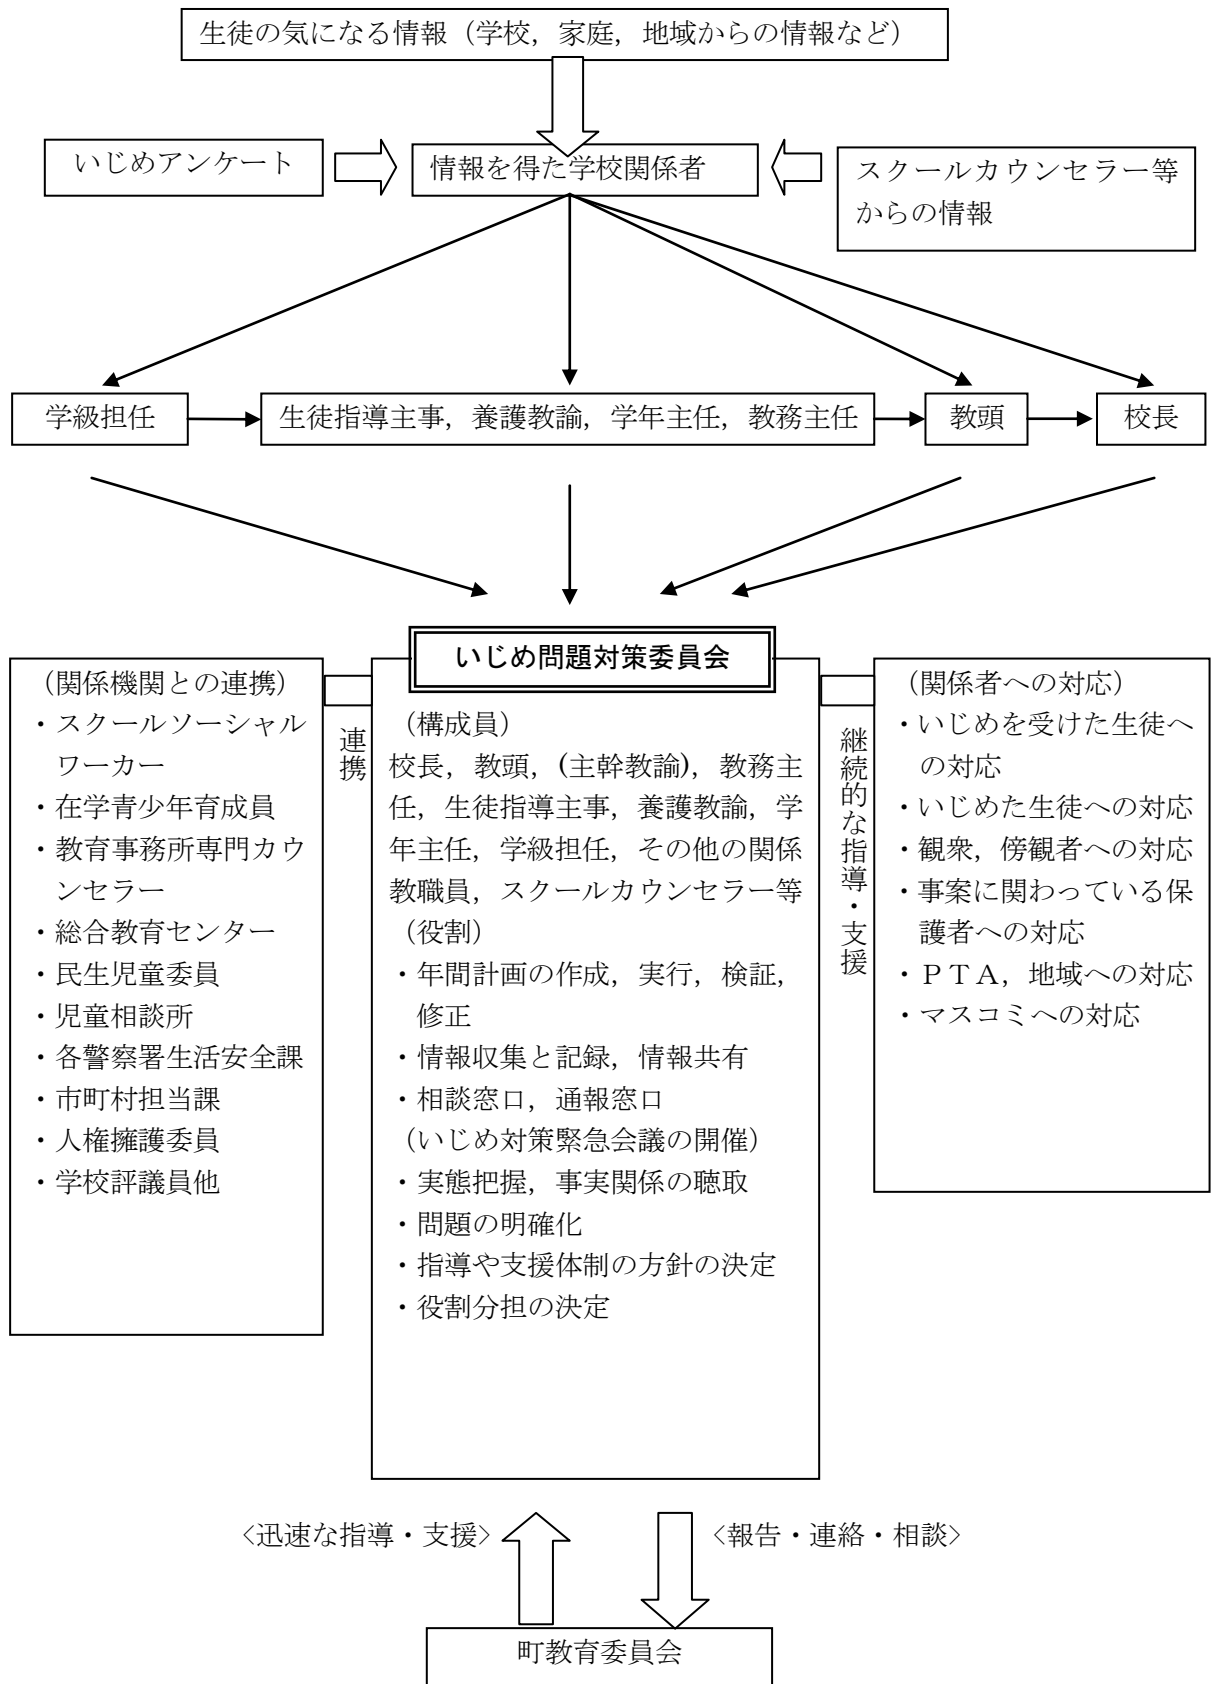 生徒の気になる情報（学校，家庭，地域からの情報など）
いじめアンケート
情報を得た学校関係者
スクールカウンセラー等
からの情報
学級担任
生徒指導主事，養護教諭，学年主任，教務主任
教頭
校長
いじめ問題対策委員会
（関係機関との連携）
・スクールソーシャル
ワーカー
・在学青少年育成員
・教育事務所専門カウ
ンセラー
・総合教育センター
・民生児童委員
・児童相談所
・各警察署生活安全課
・市町村担当課
・人権擁護委員
・学校評議員他
連携
（構成員）
校長，教頭，(主幹教諭)，教務主
任，生徒指導主事，養護教諭，学
年主任，学級担任，その他の関係
教職員，スクールカウンセラー等
（役割）
・年間計画の作成，実行，検証，
修正
・情報収集と記録，情報共有
・相談窓口，通報窓口
（いじめ対策緊急会議の開催）
・実態把握，事実関係の聴取
・問題の明確化
・指導や支援体制の方針の決定
・役割分担の決定
継続的な指導・支援
（関係者への対応）
・いじめを受けた生徒へ
の対応
・いじめた生徒への対応
・観衆，傍観者への対応
・事案に関わっている保
護者への対応
・ＰＴＡ，地域への対応
・マスコミへの対応
〈迅速な指導・支援〉
〈報告・連絡・相談〉
町教育委員会